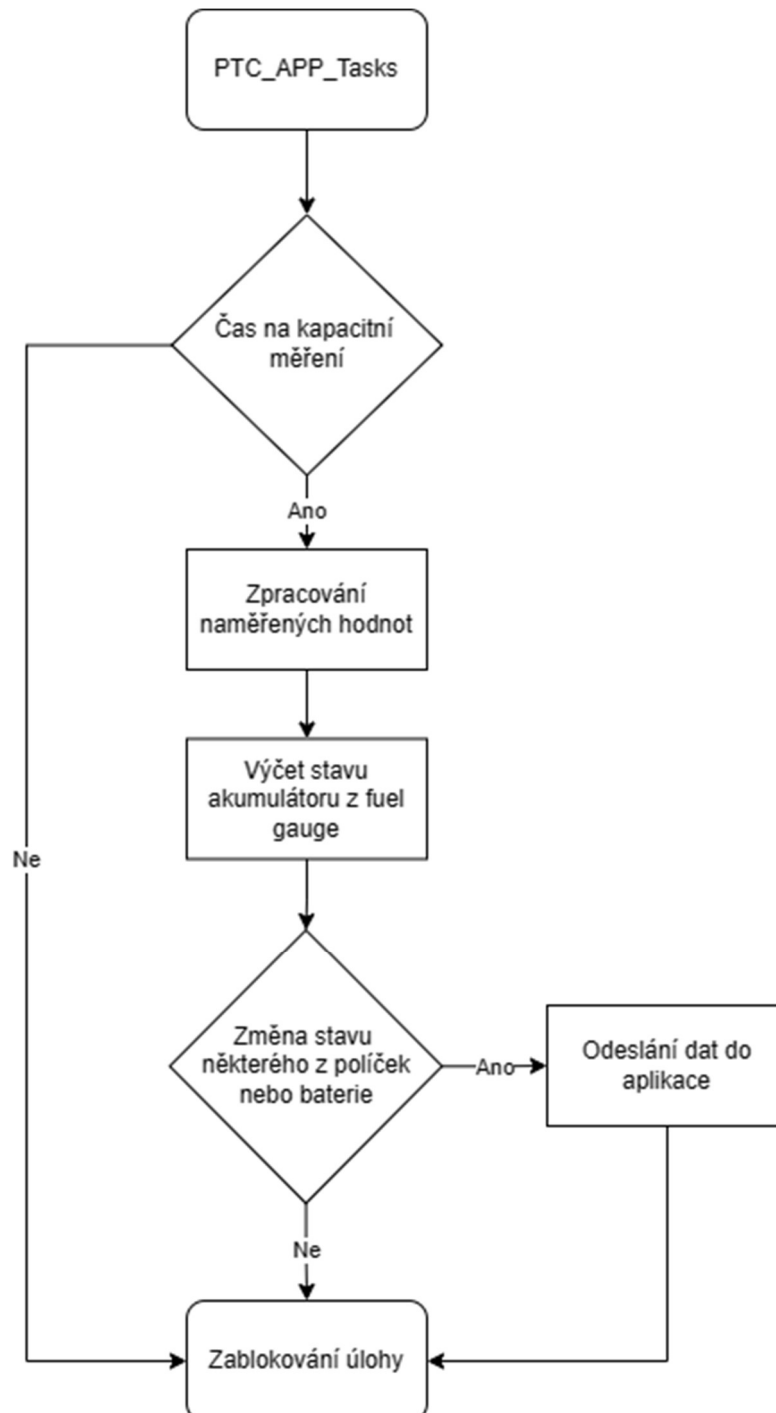 PTC_APP_Tasks
Čas na kapacitní
měření
Ano
Zpracování
naměřených hodnot
Výčet stavu
akumulátoru z fuel
gauge
Ne
Změna stavu
některého z políček
nebo baterie
Ano
Odeslání dat do
aplikace
Ne
Zablokování úlohy